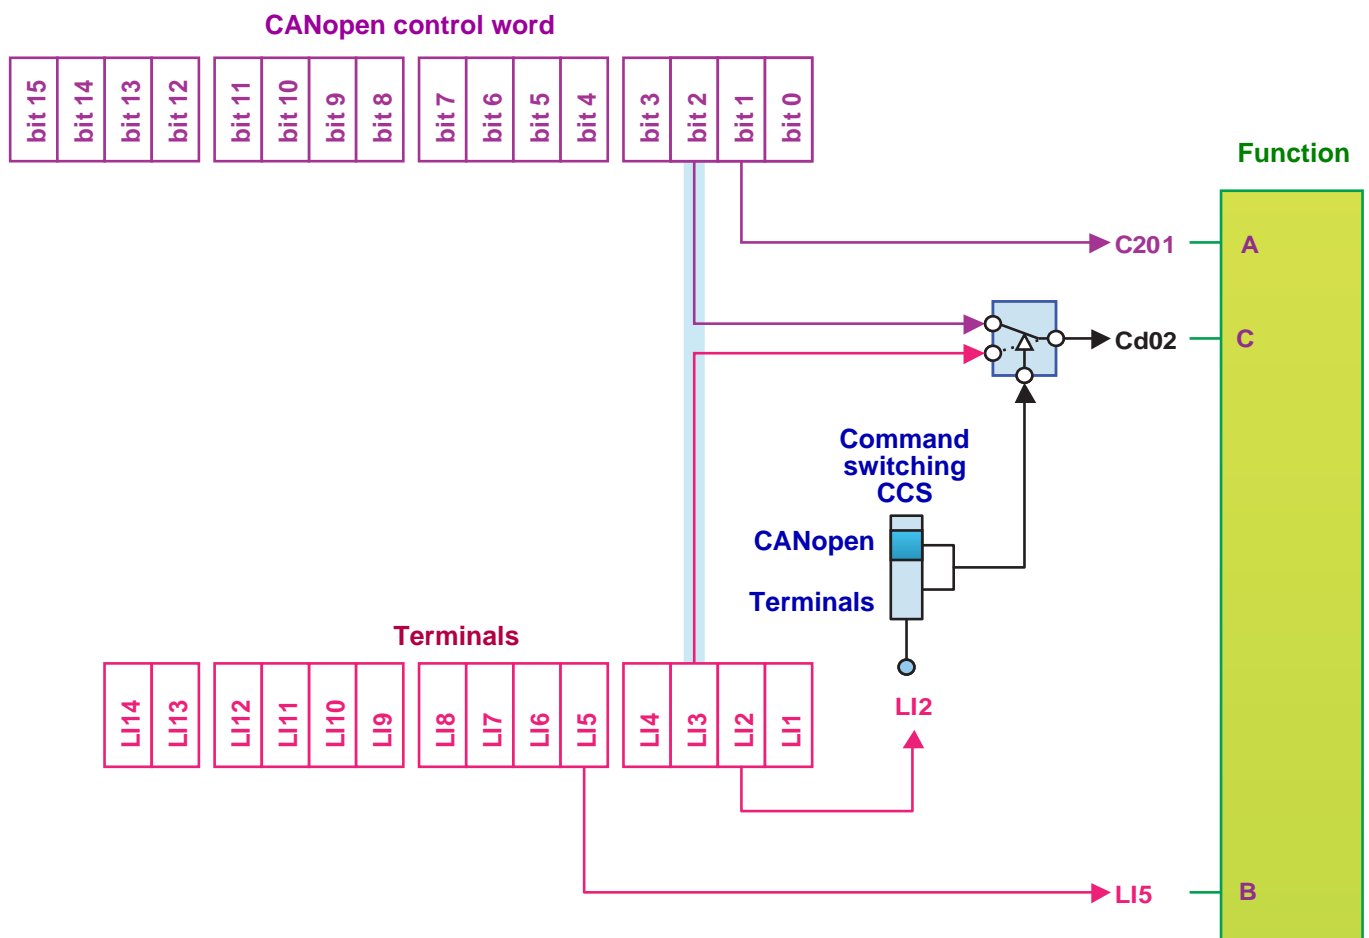 CANopen control word
bit 15
bit 14
bit 13
bit 12
bit 11
bit 10
bit 9
bit 8
bit 7
bit 6
bit 5
bit 4
bit 3
bit 2
bit 1
bit 0
Function
C201
A
Cd02
C
Command
switching
CCS
CANopen
Terminals
Terminals
LI14
LI13
LI12
LI11
LI10
LI9
LI8
LI7
LI6
LI5
LI4
LI3
LI2
LI1
LI2
LI5
B